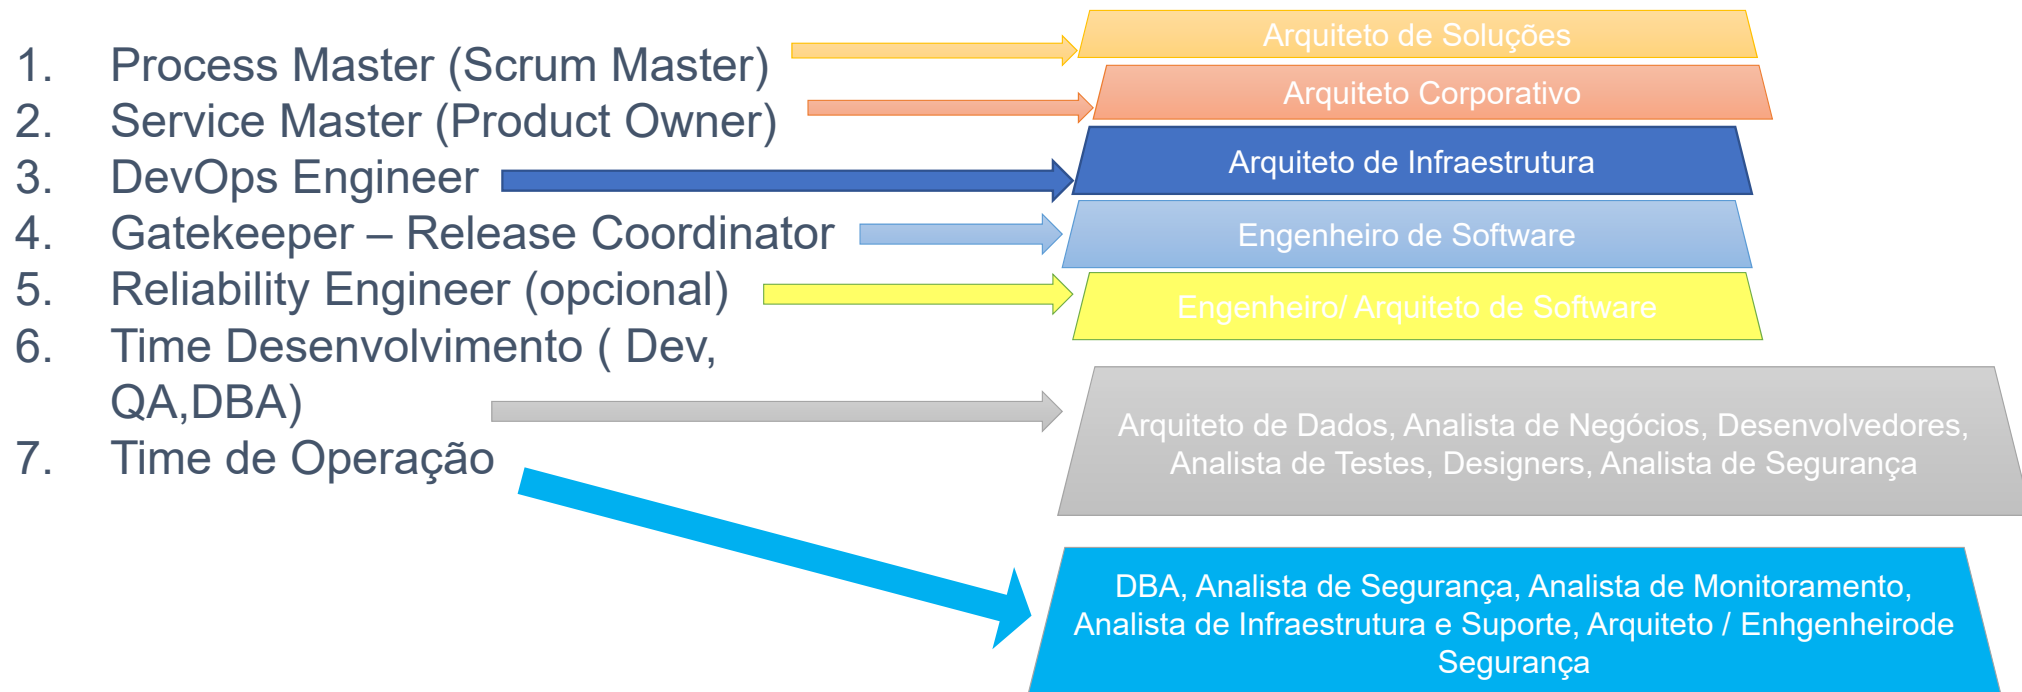 1. Process Master (Scrum Master)
2. Service Master (Product Owner)
3. DevOps Engineer
4. Gatekeeper – Release Coordinator
5. Reliability Engineer (opcional)
6. Time Desenvolvimento ( Dev,
QA,DBA)
7. Time de Operação
Arquiteto de Soluções
Arquiteto Corporativo
Arquiteto de Infraestrutura
Engenheiro de Software
Engenheiro/ Arquiteto de Software
Arquiteto de Dados, Analista de Negócios, Desenvolvedores,
Analista de Testes, Designers, Analista de Segurança
DBA, Analista de Segurança, Analista de Monitoramento,
Analista de Infraestrutura e Suporte, Arquiteto / Enhgenheirode
Segurança